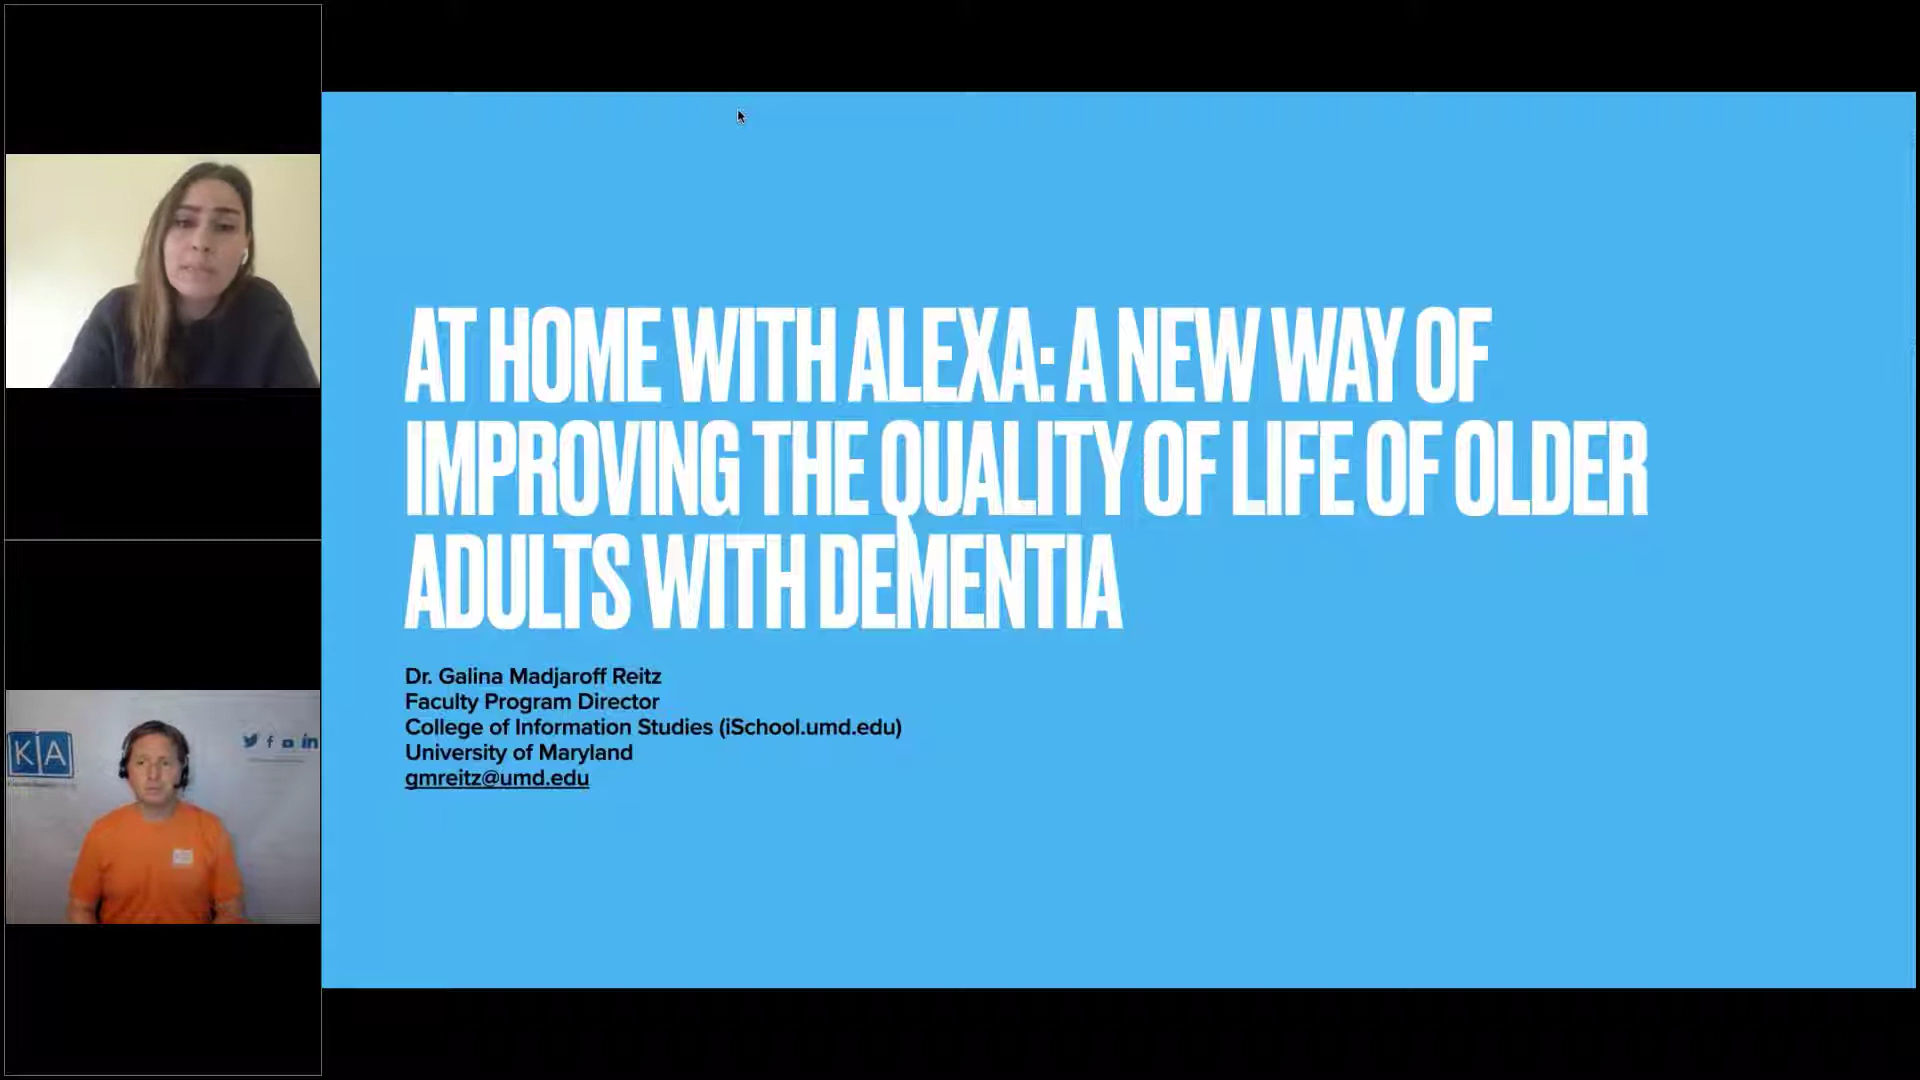 AT HOME WITH ALEXA: A NEW WAY OF
IMPROVING THE QUALITY OF LIFE OF OLDER
ADULTS WITH DEMENTIA
Dr. Galina Madjaroff Reitz
Faculty Program Director
College of Information Studies (iSchool.umd.edu)
University of Maryland
gmreitz@umd.edu
KA